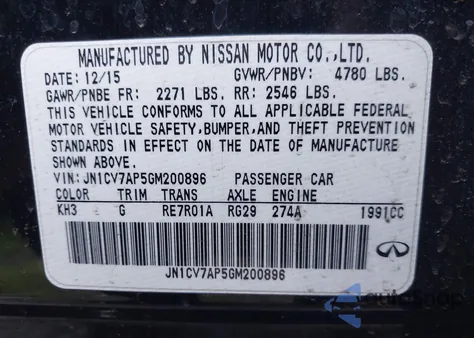 MANUFACTURED BY NISSAN MOTOR CO.,LTD.
DATE: 12/15 GVWR/PNBV: 4780 LBS.
GAWR/PNBE FR: 2271 LBS. RR: 2546 LBS.
THIS VEHICLE CONFORMS TO ALL APPLICABLE FEDERAL
MOTOR VEHICLE SAFETY,BUMPER,AND THEFT PREVENTION
STANDARDS IN EFFECT ON THE DATE OF MANUFACTURE
SHOWN ABOVE.
VIN: JN1CV7AP5GM200896 PASSENGER CAR
COLOR TRIM TRANS AXLE ENGINE
KH3 G RE7R01A RG29 274A 1991CC
JN1CV7AP5GM200896